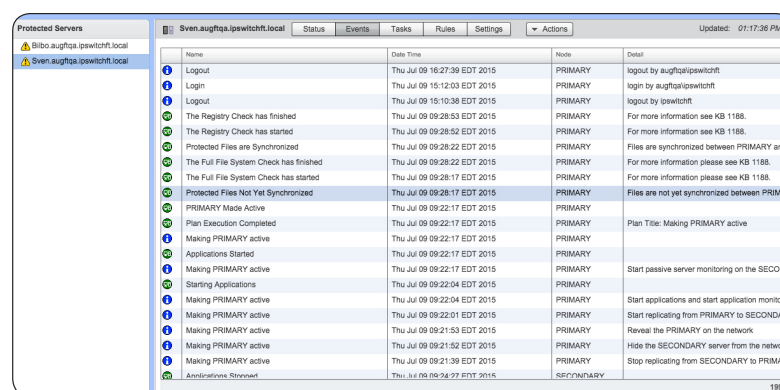 Protected Servers
Bilbo.augftqa.ipswitchft.local
Sven.augftqa.ipswitchft.local
Sven.augftqa.ipswitchft.local Status Events Tasks Rules Settings Actions Updated: 01:17:36 PM
Name Date Time Node Detail
Logout Thu Jul 09 16:27:39 EDT 2015 PRIMARY logout by augftqa\ipswitchft
Login Thu Jul 09 15:12:03 EDT 2015 PRIMARY login by augftqa\ipswitchft
Logout Thu Jul 09 15:10:38 EDT 2015 PRIMARY logout by ipswitchft
The Registry Check has finished Thu Jul 09 09:28:53 EDT 2015 PRIMARY For more information see KB 1188.
The Registry Check has started Thu Jul 09 09:28:52 EDT 2015 PRIMARY For more information see KB 1188.
Protected Files are Synchronized Thu Jul 09 09:28:22 EDT 2015 PRIMARY Files are synchronized between PRIMARY
The Full File System Check has finished Thu Jul 09 09:28:22 EDT 2015 PRIMARY For more information please see KB 1188.
The Full File System Check has started Thu Jul 09 09:28:17 EDT 2015 PRIMARY For more information please see KB 1188.
Protected Files Not Yet Synchronized Thu Jul 09 09:28:17 EDT 2015 PRIMARY Files are not yet synchronized between PRIM
PRIMARY Made Active Thu Jul 09 09:22:17 EDT 2015 PRIMARY
Plan Execution Completed Thu Jul 09 09:22:17 EDT 2015 PRIMARY Plan Title: Making PRIMARY active
Making PRIMARY active Thu Jul 09 09:22:17 EDT 2015 PRIMARY
Applications Started Thu Jul 09 09:22:17 EDT 2015 PRIMARY
Making PRIMARY active Thu Jul 09 09:22:17 EDT 2015 PRIMARY Start passive server monitoring on the SECO
Starting Applications Thu Jul 09 09:22:04 EDT 2015 PRIMARY
Making PRIMARY active Thu Jul 09 09:22:04 EDT 2015 PRIMARY Start applications and start application monito
Making PRIMARY active Thu Jul 09 09:22:01 EDT 2015 PRIMARY Start replicating from PRIMARY to SECONDA
Making PRIMARY active Thu Jul 09 09:21:53 EDT 2015 PRIMARY Reveal the PRIMARY on the network
Making PRIMARY active Thu Jul 09 09:21:52 EDT 2015 PRIMARY Hide the SECONDARY server from the netwo
Making PRIMARY active Thu Jul 09 09:21:39 EDT 2015 PRIMARY Stop replicating from SECONDARY to PRIMA
Applications Stopped Thu Jul 09 09:24:27 EDT 2015 SECONDARY